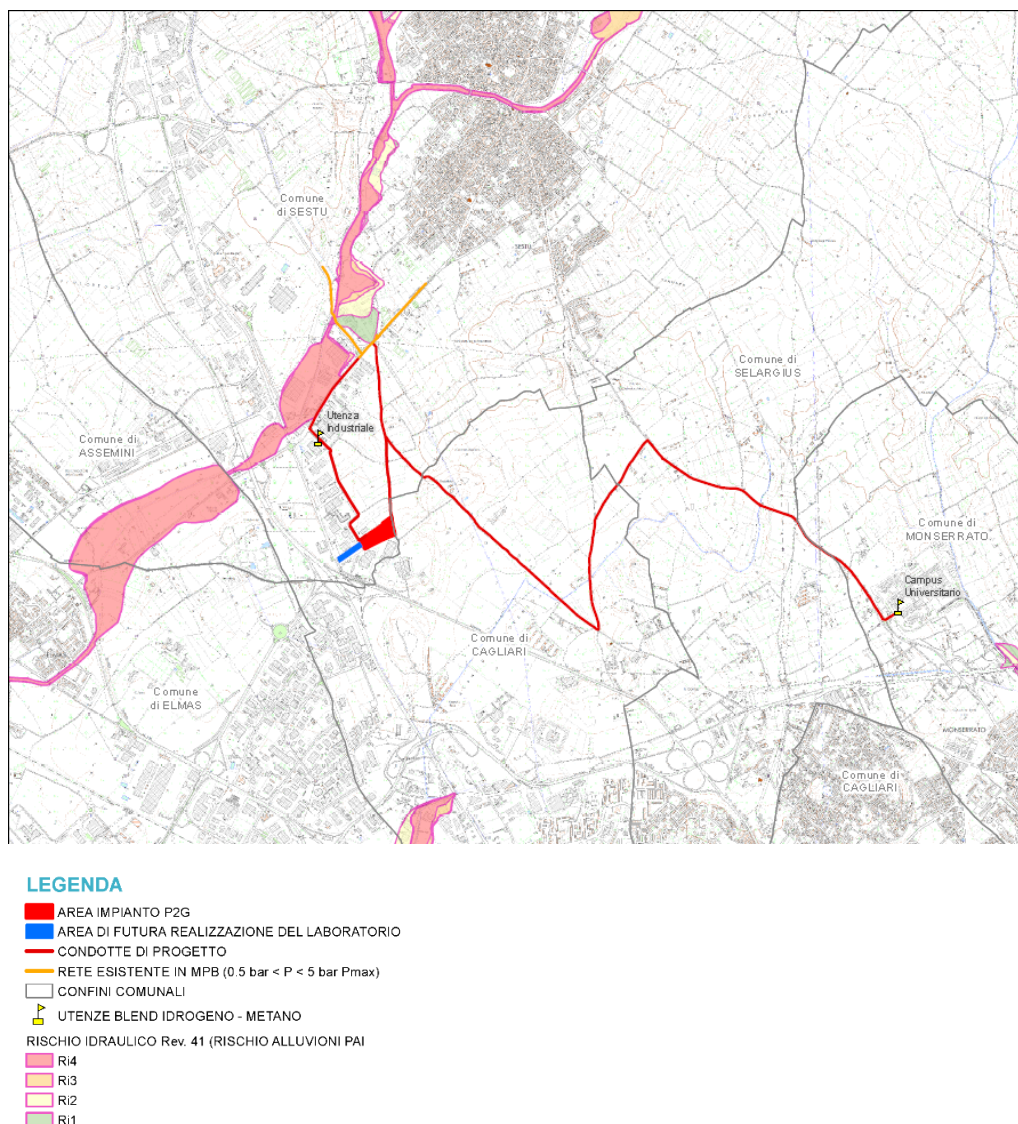 Comune
di SESTU
SESTU
Comune di
SELARGIUS
Utenza
Industriale
Comune di
ASSEMINI
Comune di
MONSERRATO
Campus
Universitario
Comune di
CAGLIARI
Comune
di ELMAS
MONSERRATO
Comune di
CAGLIARI
LEGENDA
AREA IMPIANTO P2G
AREA DI FUTURA REALIZZAZIONE DEL LABORATORIO
CONDOTTE DI PROGETTO
RETE ESISTENTE IN MPB (0.5 bar < P < 5 bar Pmax)
CONFINI COMUNALI
UTENZE BLEND IDROGENO - METANO
RISCHIO IDRAULICO Rev. 41 (RISCHIO ALLUVIONI PAI
Ri4
Ri3
Ri2
Ri1